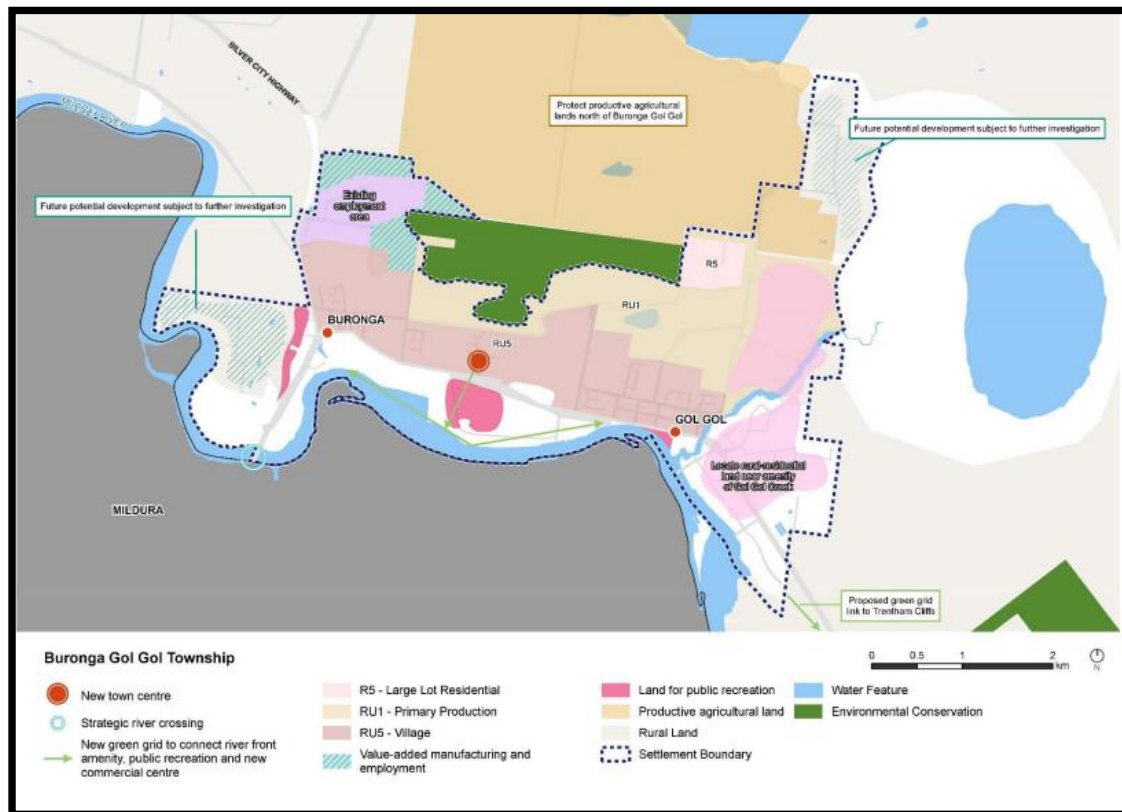 SILVER CITY HIGHWAY
MURRAY RIVER
Protect productive agricultural
lands north of Buronga Gol Gol
Future potential development subject to further investigation
Existing
employment
area
Future potential development subject to further investigation
R5
RU1
BURONGA
RU5
GOL GOL
Locate rural-residential
land near amenity
of Gol Gol Creek
MILDURA
Proposed green grid
link to Trentham Cliffs
Buronga Gol Gol Township
0 0.5 1 2
km
N
New town centre
Strategic river crossing
New green grid to connect river front
amenity, public recreation and new
commercial centre
R5 - Large Lot Residential
RU1 - Primary Production
RU5 - Village
Value-added manufacturing and
employment
Land for public recreation
Productive agricultural land
Rural Land
Settlement Boundary
Water Feature
Environmental Conservation